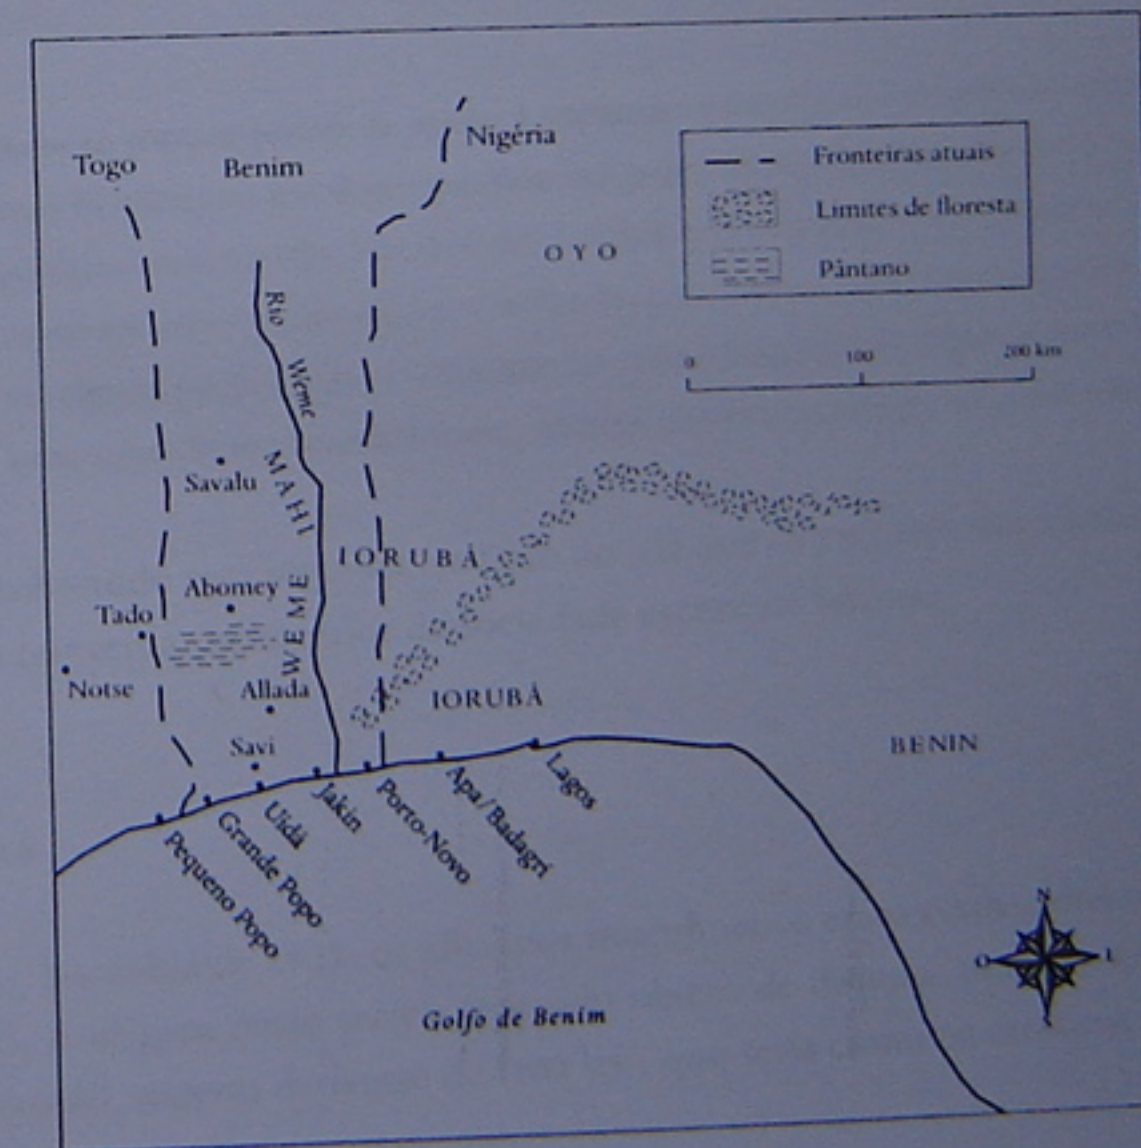 Togo
Benim
Nigéria
Fronteiras atuais
Limites de floresta
Pântano
OYO
0 100 200 km
Rio Weme
MAHI
Savalu
IORUBÁ
Abomey
WEME
Tado
Notse
Allada
IORUBÁ
Savi
BENIN
Pequeno Popo
Grande Popo
Uidá
Jakin
Porto-Novo
Apa/Badagri
Lagos
N
O
L
Golfo de Benim